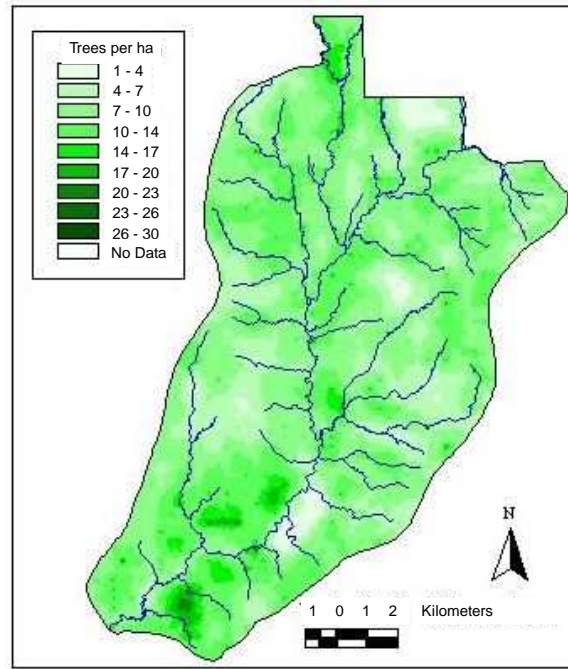 Trees per ha
1 - 4
4 - 7
7 - 10
10 - 14
14 - 17
17 - 20
20 - 23
23 - 26
26 - 30
No Data
N
1 0 1 2 Kilometers